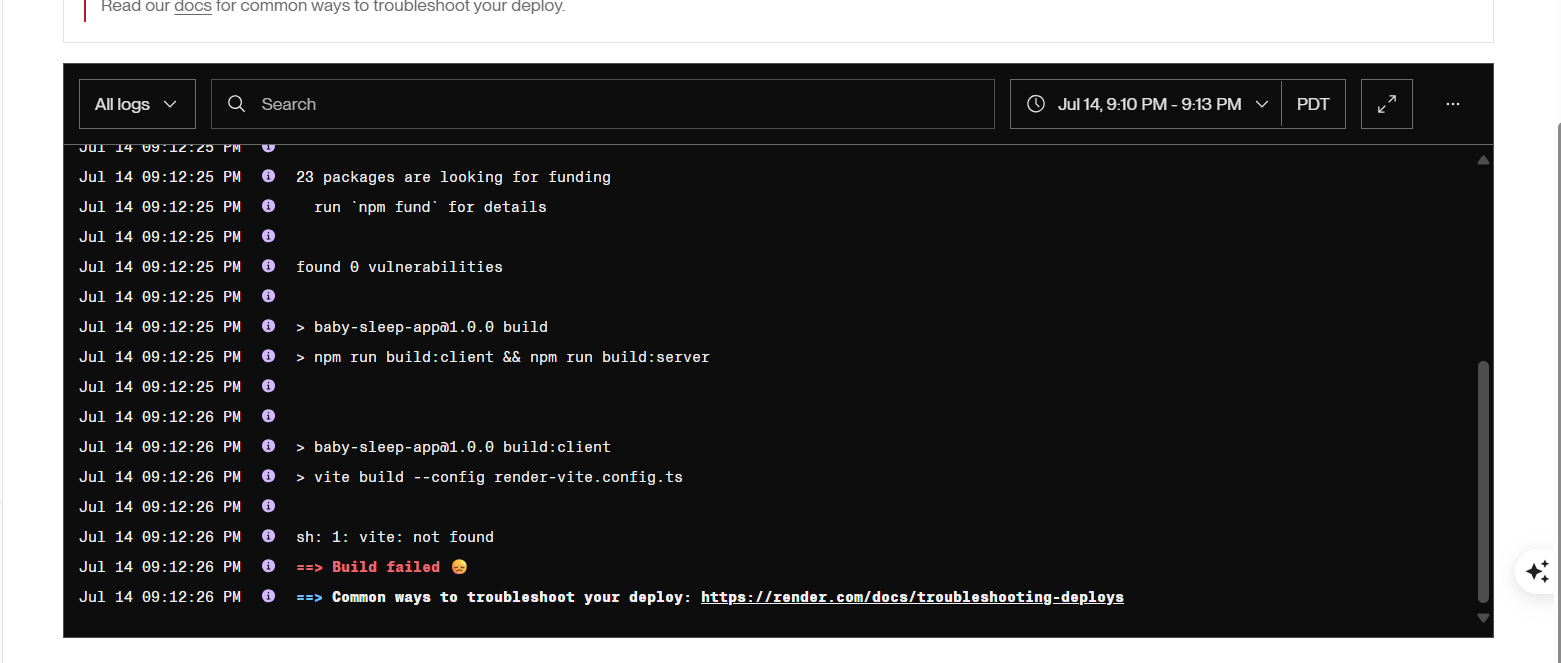 Read our docs for common ways to troubleshoot your deploy.
All logs
Search
Jul 14, 9:10 PM - 9:13 PM
PDT
Jul 14 09:12:25 PM
Jul 14 09:12:25 PM 23 packages are looking for funding
Jul 14 09:12:25 PM run `npm fund` for details
Jul 14 09:12:25 PM
Jul 14 09:12:25 PM found 0 vulnerabilities
Jul 14 09:12:25 PM
Jul 14 09:12:25 PM > baby-sleep-app@1.0.0 build
Jul 14 09:12:25 PM > npm run build:client && npm run build:server
Jul 14 09:12:25 PM
Jul 14 09:12:26 PM
Jul 14 09:12:26 PM > baby-sleep-app@1.0.0 build:client
Jul 14 09:12:26 PM > vite build --config render-vite.config.ts
Jul 14 09:12:26 PM
Jul 14 09:12:26 PM sh: 1: vite: not found
Jul 14 09:12:26 PM ==> Build failed 😞
Jul 14 09:12:26 PM ==> Common ways to troubleshoot your deploy: https://render.com/docs/troubleshooting-deploys